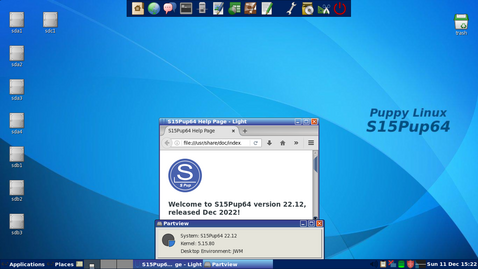 sda1
sdc1
sda2
sda3
sda4
sdb1
sdb2
sdb3
trash
Puppy Linux
S15Pup64
S15Pup64 Help Page - Light
S15Pup64 Help Page
file:///usr/share/doc/index
S
S Pup
Welcome to S15Pup64 version 22.12,
released Dec 2022!
Partview
System: S15Pup64 22.12
Kernel: 5.15.80
Desktop Environment: JWM
Applications
Places
S15Pup6... ge - Light
Partview
Sun 11 Dec 15:22